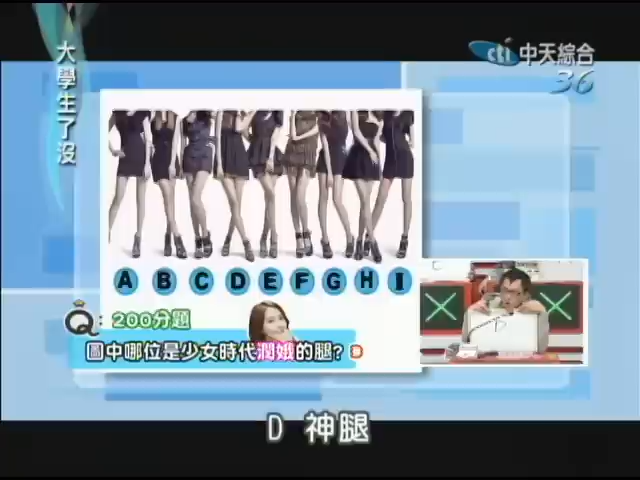 大學生了沒
cti 中天綜合
36
A B C D E F G H I
Q: 200分題
圖中哪位是少女時代潤娥的腿?
D
D 神腿